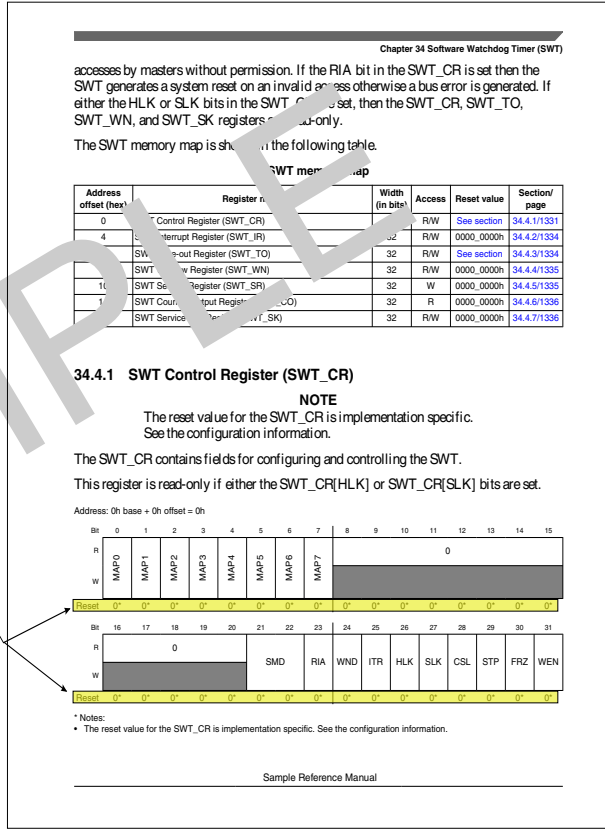 Chapter 34 Software Watchdog Timer (SWT)
accesses by masters without permission. If the RIA bit in the SWT_CR is set then the
SWT generates a system reset on an invalid access otherwise a bus error is generated. If
either the HLK or SLK bits in the SWT_ set, then the SWT_CR, SWT_TO,
SWT_WN, and SWT_SK registers read-only.
The SWT memory map is in the following table.
SWT memory map
Address offset (hex) Register Width (in bits) Access Reset value Section/ page
0 SWT Control Register (SWT_CR) R/W See section 34.4.1/1331
4 Interrupt Register (SWT_IR) 32 R/W 0000_0000h 34.4.2/1334
SWT Register (SWT_TO) 32 R/W See section 34.4.3/1334
SWT Register (SWT_WN) 32 R/W 0000_0000h 34.4.4/1335
10 SWT Register (SWT_SR) 32 W 0000_0000h 34.4.5/1335
SWT Output 32 R 0000_0000h 34.4.6/1336
SWT Service 32 R/W 0000_0000h 34.4.7/1336
34.4.1 SWT Control Register (SWT_CR)
NOTE
The reset value for the SWT_CR is implementation specific.
See the configuration information.
The SWT_CR contains fields for configuring and controlling the SWT.
This register is read-only if either the SWT_CR[HLK] or SWT_CR[SLK] bits are set.
Address: 0h base + 0h offset = 0h
Bit 0 1 2 3 4 5 6 7 8 9 10 11 12 13 14 15
R MAP0 MAP1 MAP2 MAP3 MAP4 MAP5 MAP6 MAP7 0
W
Reset 0* 0* 0* 0* 0* 0* 0* 0* 0* 0* 0* 0* 0* 0* 0* 0*
Bit 16 17 18 19 20 21 22 23 24 25 26 27 28 29 30 31
R 0 SMD RIA WND ITR HLK SLK CSL STP FRZ WEN
W
Reset 0* 0* 0* 0* 0* 0* 0* 0* 0* 0* 0* 0* 0* 0* 0* 0*
* Notes:
• The reset value for the SWT_CR is implementation specific. See the configuration information.
Sample Reference Manual